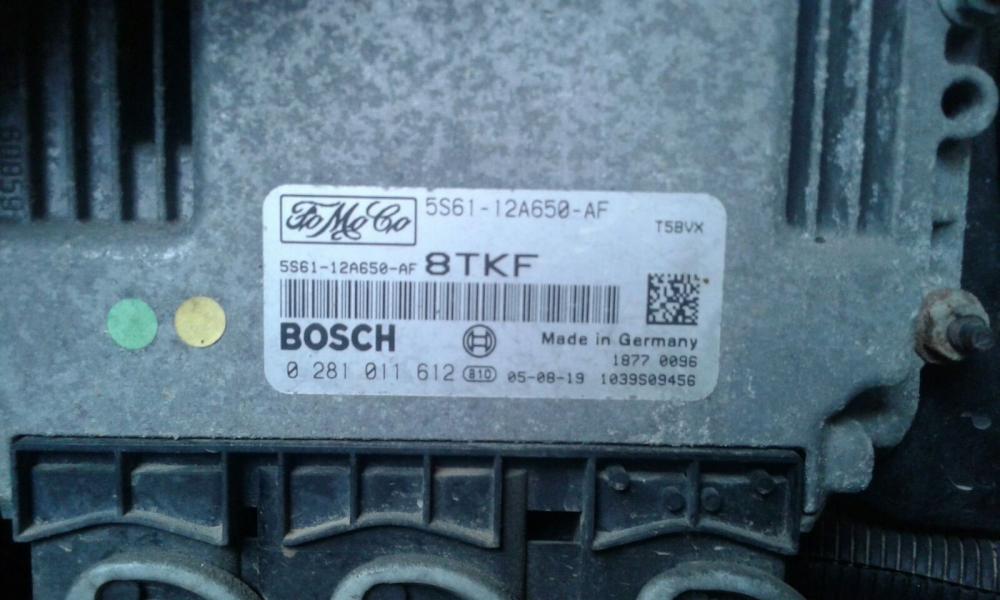 FoMoCo 5S61-12A650-AF
T5BVX
5S61-12A650-AF 8TKF
BOSCH
Made in Germany
1877 0096
0 281 011 612 810 05-08-19 1039S09456